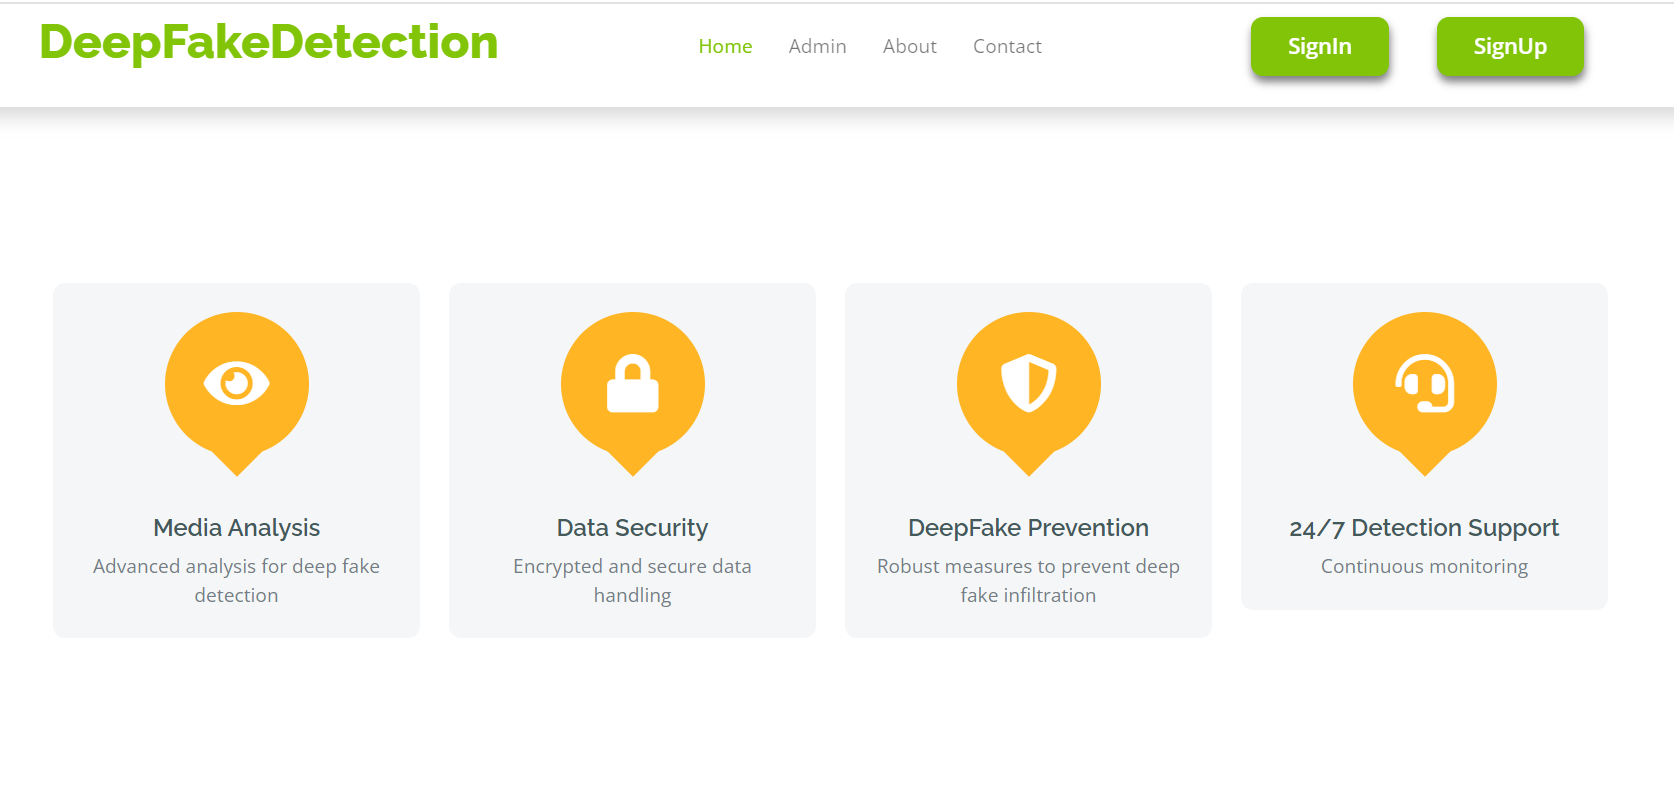 DeepFakeDetection
Home Admin About Contact
SignIn SignUp
Media Analysis
Advanced analysis for deep fake
detection
Data Security
Encrypted and secure data
handling
DeepFake Prevention
Robust measures to prevent deep
fake infiltration
24/7 Detection Support
Continuous monitoring